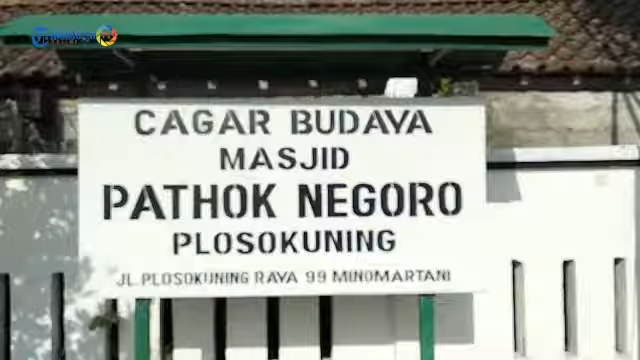 CAGAR BUDAYA
MASJID
PATHOK NEGORO
PLOSOKUNING
JL. PLOSOKUNING RAYA 99 MINOMARTANI